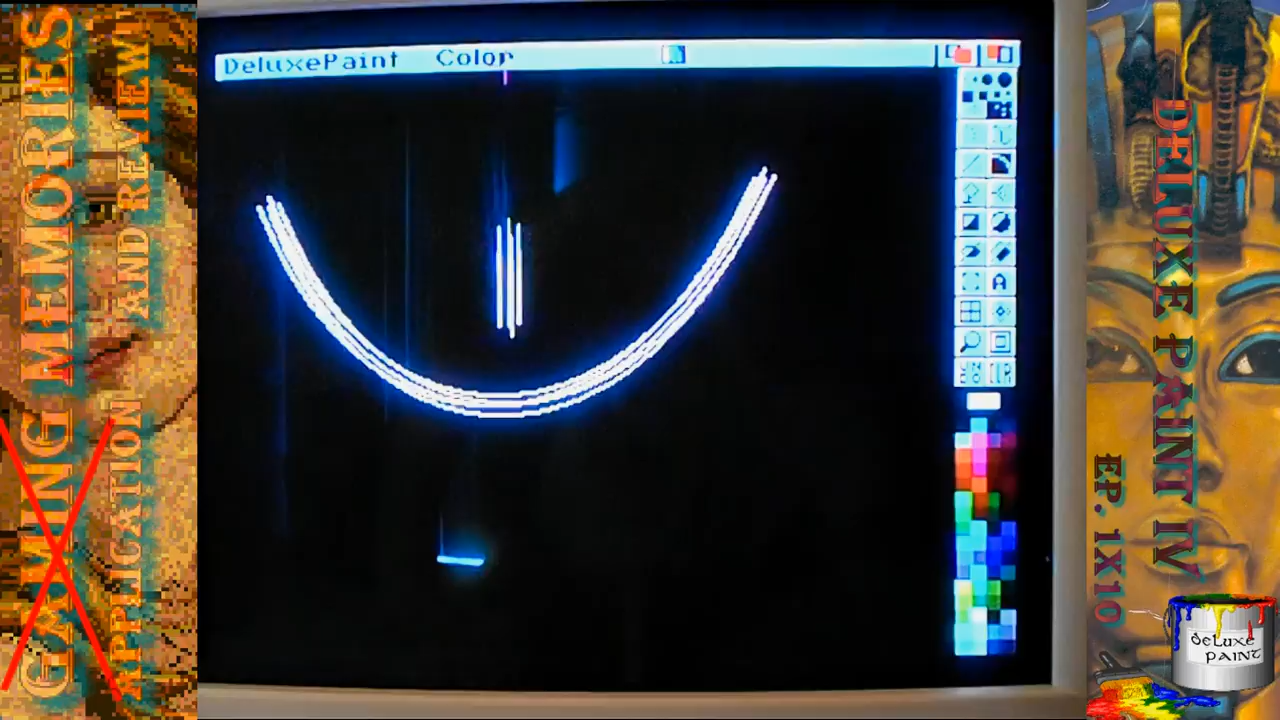 GAMING MEMORIES
AND REVIEW
APPLICATION
DeluxePaint Color
A
DELUXE PAINT IV
EP. 1X10
deLuxe
PAINT